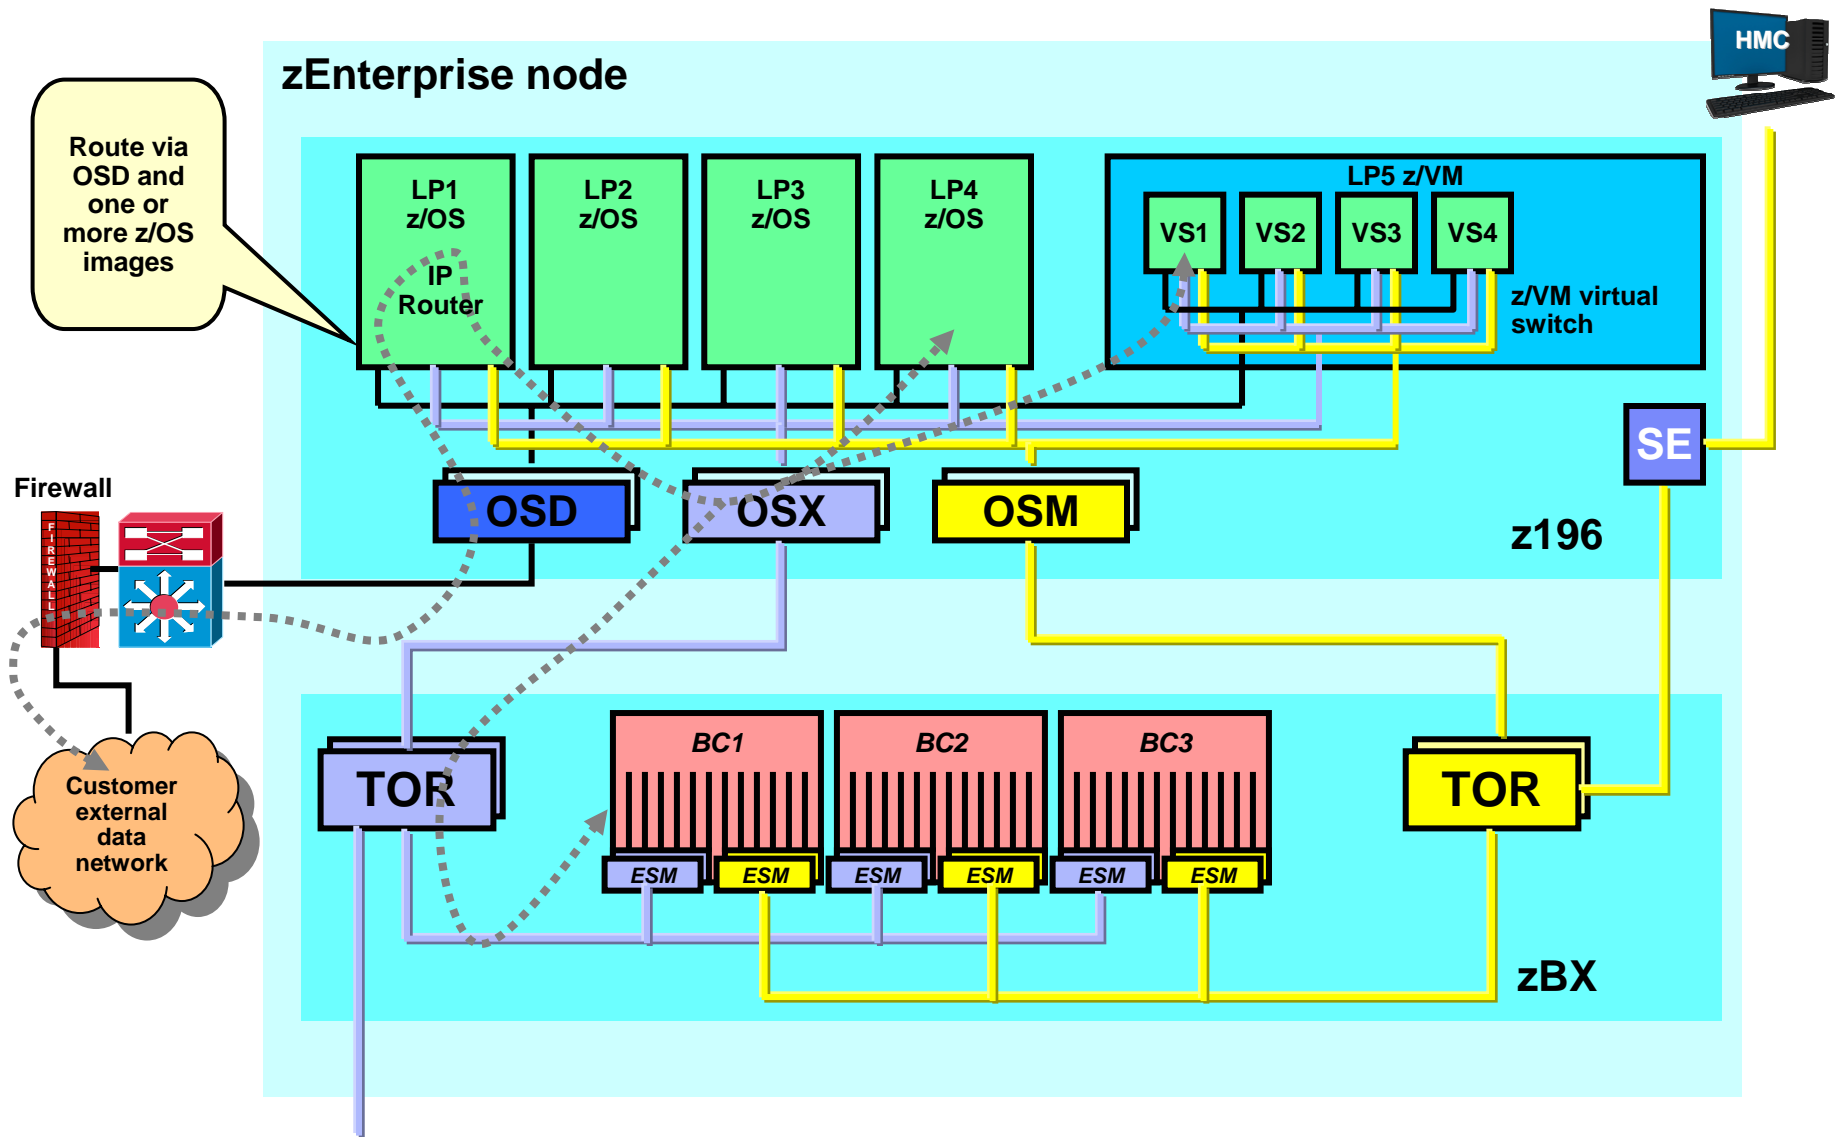 HMC
zEnterprise node
Route via
OSD and
one or
more z/OS
images
LP1
z/OS
IP
Router
LP2
z/OS
LP3
z/OS
LP4
z/OS
LP5 z/VM
VS1
VS2
VS3
VS4
z/VM virtual
switch
SE
Firewall
FIREWALL
OSD
OSX
OSM
z196
Customer
external
data
network
TOR
BC1
BC2
BC3
TOR
ESM
ESM
ESM
ESM
ESM
ESM
zBX